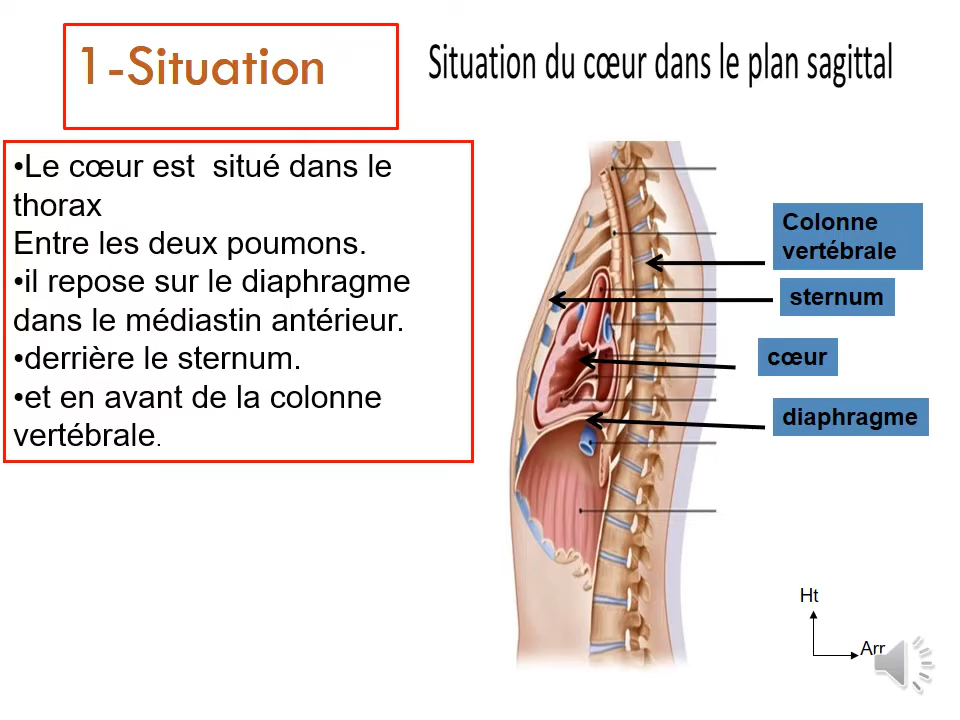 1-Situation
Situation du cœur dans le plan sagittal
•Le cœur est  situé dans le
thorax
Entre les deux poumons.
•il repose sur le diaphragme
dans le médiastin antérieur.
•derrière le sternum.
•et en avant de la colonne
vertébrale.
Colonne
vertébrale
sternum
cœur
diaphragme
Ht
Arr